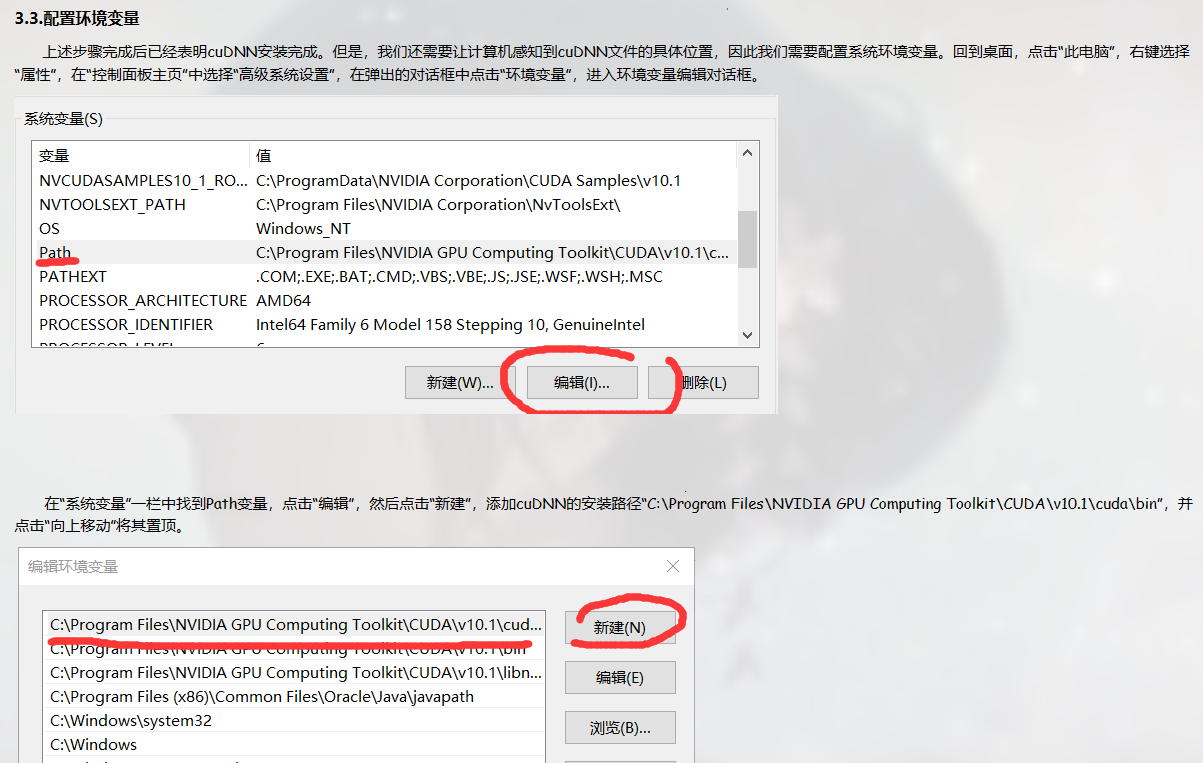 3.3.配置环境变量
上述步骤完成后已经表明cuDNN安装完成。但是，我们还需要让计算机感知到cuDNN文件的具体位置，因此我们需要配置系统环境变量。回到桌面，点击“此电脑”，右键选择
“属性”，在“控制面板主页”中选择“高级系统设置”，在弹出的对话框中点击“环境变量”，进入环境变量编辑对话框。
系统变量(S)
变量 值
NVCUDASAMPLES10_1_RO... C:\ProgramData\NVIDIA Corporation\CUDA Samples\v10.1
NVTOOLSEXT_PATH C:\Program Files\NVIDIA Corporation\NvToolsExt\
OS Windows_NT
Path C:\Program Files\NVIDIA GPU Computing Toolkit\CUDA\v10.1\c...
PATHEXT .COM;.EXE;.BAT;.CMD;.VBS;.VBE;.JS;.JSE;.WSF;.WSH;.MSC
PROCESSOR_ARCHITECTURE AMD64
PROCESSOR_IDENTIFIER Intel64 Family 6 Model 158 Stepping 10, GenuineIntel
新建(W)... 编辑(I)... 删除(L)
在“系统变量”一栏中找到Path变量，点击“编辑”，然后点击“新建”，添加cuDNN的安装路径“C:\Program Files\NVIDIA GPU Computing Toolkit\CUDA\v10.1\cuda\bin”，并
点击“向上移动”将其置顶。
编辑环境变量
C:\Program Files\NVIDIA GPU Computing Toolkit\CUDA\v10.1\cud...
新建(N)
C:\Program Files\NVIDIA GPU Computing Toolkit\CUDA\v10.1\bin
C:\Program Files\NVIDIA GPU Computing Toolkit\CUDA\v10.1\libn...
编辑(E)
C:\Program Files (x86)\Common Files\Oracle\Java\javapath
C:\Windows\system32
浏览(B)...
C:\Windows